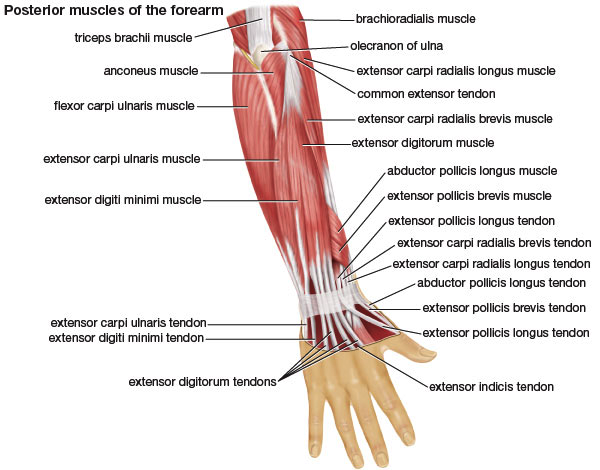 Posterior muscles of the forearm
triceps brachii muscle
anconeus muscle
flexor carpi ulnaris muscle
extensor carpi ulnaris muscle
extensor digiti minimi muscle
extensor carpi ulnaris tendon
extensor digiti minimi tendon
extensor digitorum tendons
brachioradialis muscle
olecranon of ulna
extensor carpi radialis longus muscle
common extensor tendon
extensor carpi radialis brevis muscle
extensor digitorum muscle
abductor pollicis longus muscle
extensor pollicis brevis muscle
extensor pollicis longus tendon
extensor carpi radialis brevis tendon
extensor carpi radialis longus tendon
abductor pollicis longus tendon
extensor pollicis brevis tendon
extensor pollicis longus tendon
extensor indicis tendon